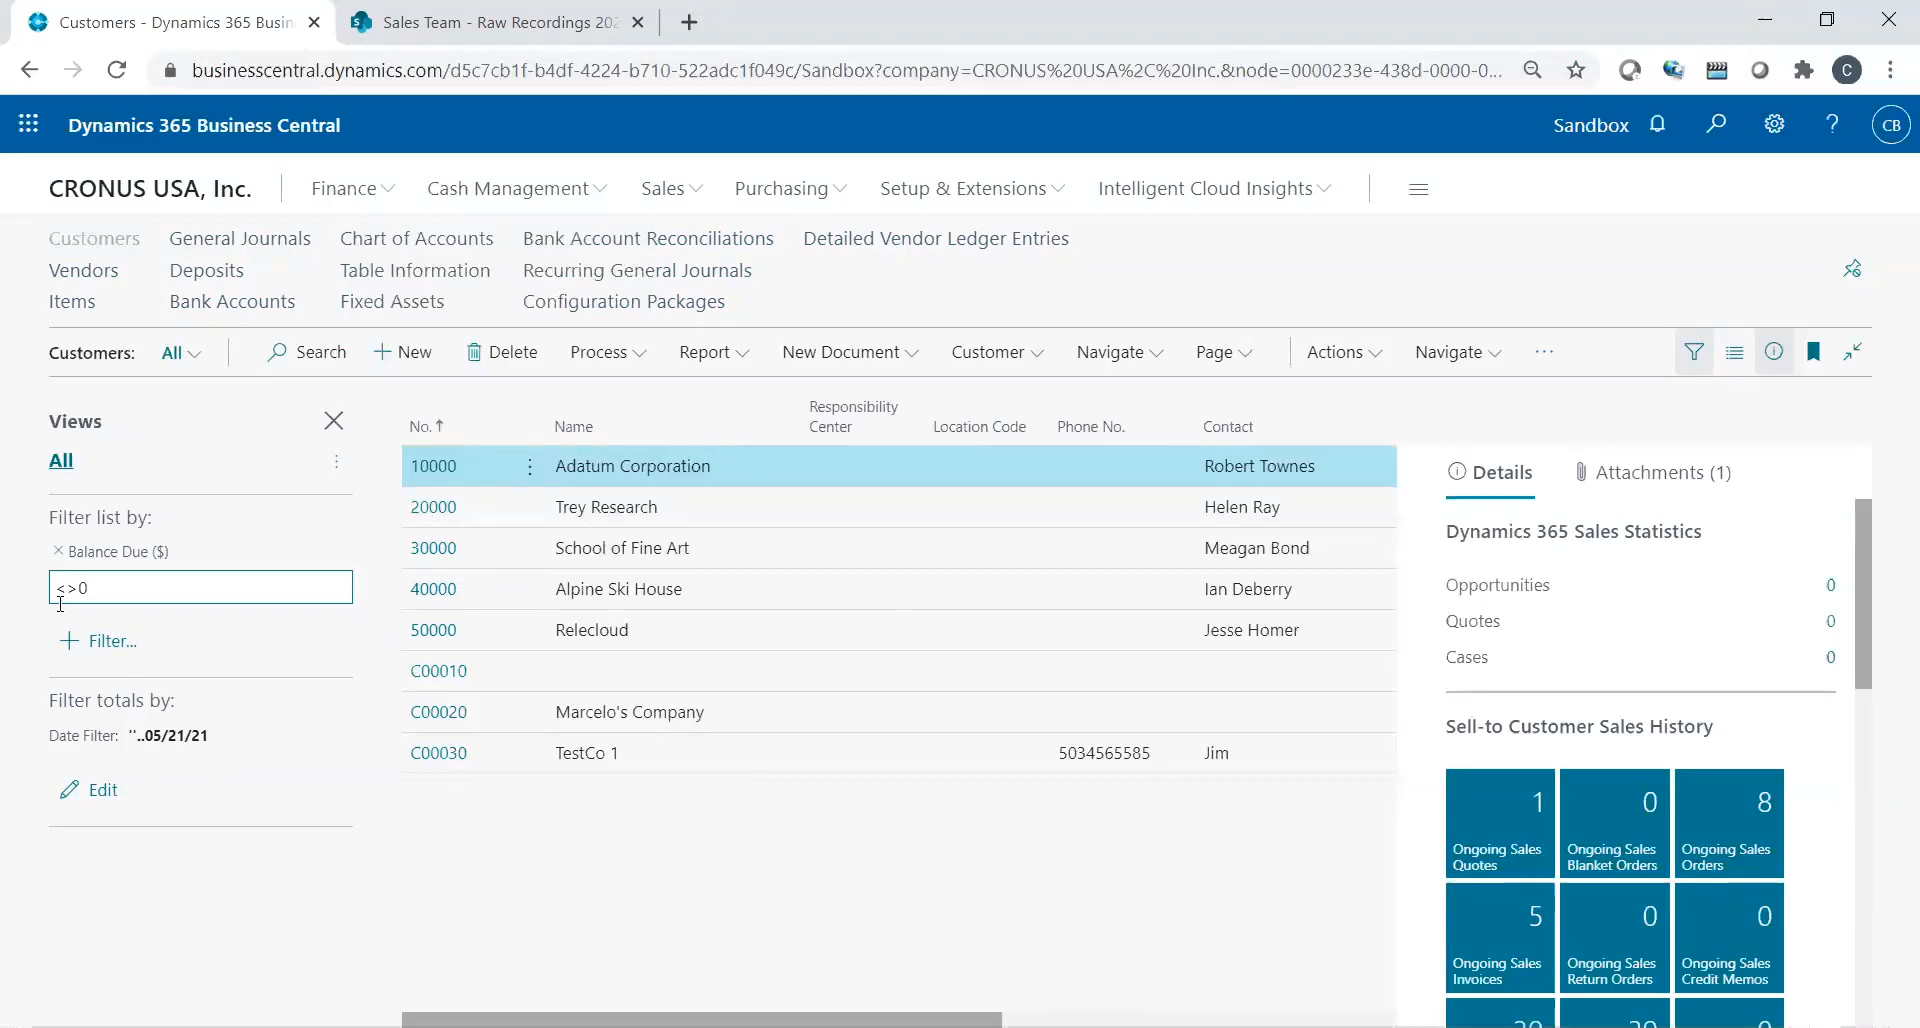 Customers - Dynamics 365 Busin
Sales Team - Raw Recordings 202
businesscentral.dynamics.com/d5c7cb1f-b4df-4224-b710-522adc1f049c/Sandbox?company=CRONUS%20USA%2C%20Inc.&node=0000233e-438d-0000-0...
C
Dynamics 365 Business Central
Sandbox
CB
CRONUS USA, Inc.
Finance
Cash Management
Sales
Purchasing
Setup & Extensions
Intelligent Cloud Insights
Customers
General Journals
Chart of Accounts
Bank Account Reconciliations
Detailed Vendor Ledger Entries
Vendors
Deposits
Table Information
Recurring General Journals
Items
Bank Accounts
Fixed Assets
Configuration Packages
Customers:
All
Search
New
Delete
Process
Report
New Document
Customer
Navigate
Page
Actions
Navigate
Views
All
Filter list by:
Balance Due ($)
<>0
Filter...
Filter totals by:
Date Filter: ''..05/21/21
Edit
No.
Name
Responsibility
Center
Location Code
Phone No.
Contact
10000 Adatum Corporation Robert Townes
20000 Trey Research Helen Ray
30000 School of Fine Art Meagan Bond
40000 Alpine Ski House Ian Deberry
50000 Relecloud Jesse Homer
C00010
C00020 Marcelo's Company
C00030 TestCo 1 5034565585 Jim
Details
Attachments (1)
Dynamics 365 Sales Statistics
Opportunities 0
Quotes 0
Cases 0
Sell-to Customer Sales History
1
Ongoing Sales
Quotes
0
Ongoing Sales
Blanket Orders
8
Ongoing Sales
Orders
5
Ongoing Sales
Invoices
0
Ongoing Sales
Return Orders
0
Ongoing Sales
Credit Memos